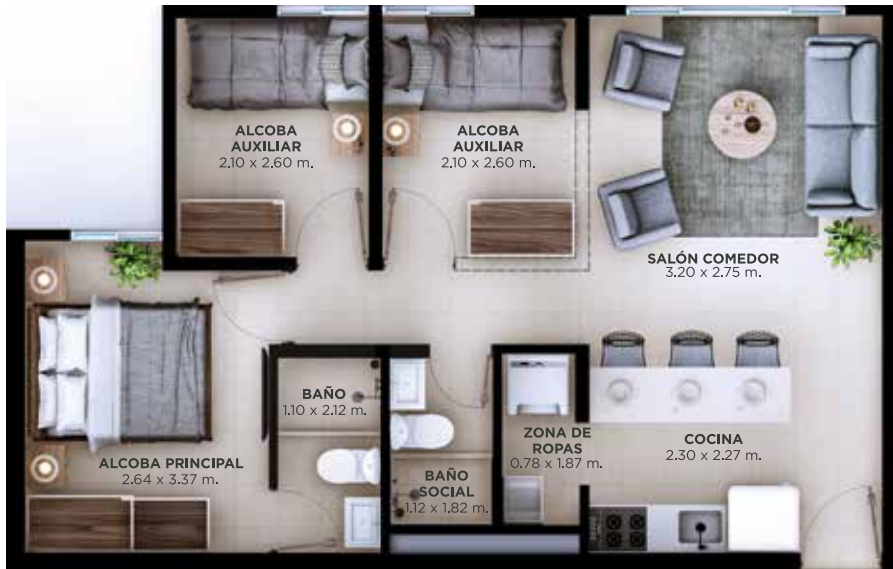 ALCOBA
AUXILIAR
2.10 x 2.60 m.
ALCOBA
AUXILIAR
2.10 x 2.60 m.
SALÓN COMEDOR
3.20 x 2.75 m.
BAÑO
1.10 x 2.12 m.
ALCOBA PRINCIPAL
2.64 x 3.37 m.
BAÑO
SOCIAL
1.12 x 1.82 m.
ZONA DE
ROPAS
0.78 x 1.87 m.
COCINA
2.30 x 2.27 m.